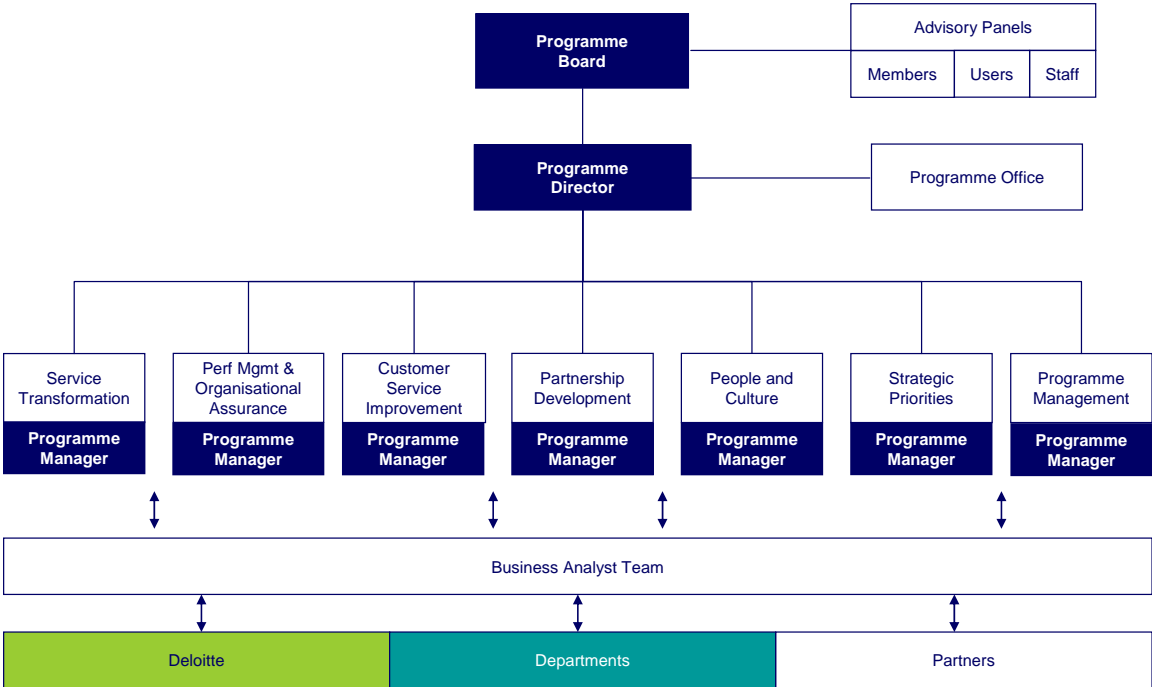 Programme
Board
Advisory Panels
Members
Users
Staff
Programme
Director
Programme Office
Service
Transformation
Programme
Manager
Perf Mgmt &
Organisational
Assurance
Programme
Manager
Customer
Service
Improvement
Programme
Manager
Partnership
Development
Programme
Manager
People and
Culture
Programme
Manager
Strategic
Priorities
Programme
Manager
Programme
Management
Programme
Manager
Business Analyst Team
Deloitte
Departments
Partners